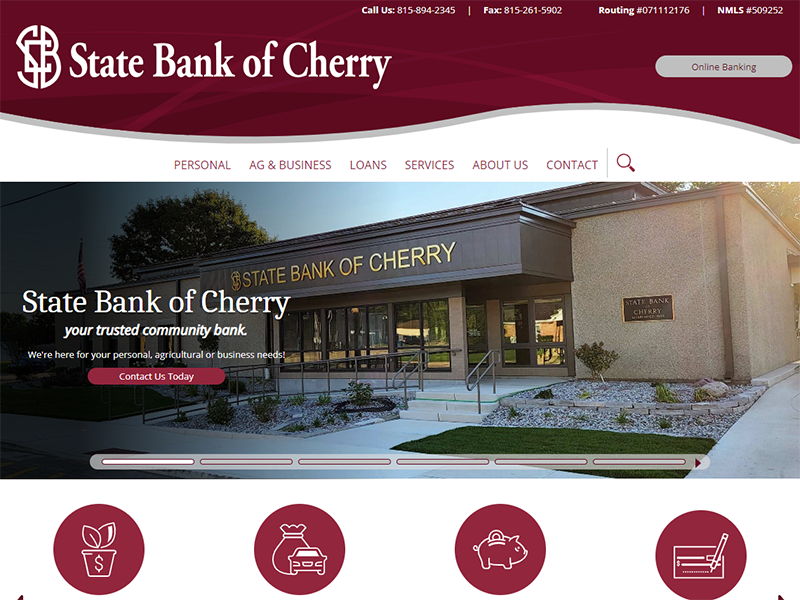 Call Us: 815-894-2345 | Fax: 815-261-5902 Routing #071112176 | NMLS #509252
State Bank of Cherry
Online Banking
PERSONAL AG & BUSINESS LOANS SERVICES ABOUT US CONTACT
STATE BANK OF CHERRY
STATE BANK
OF
CHERRY
State Bank of Cherry
your trusted community bank.
We're here for your personal, agricultural or business needs!
Contact Us Today
$